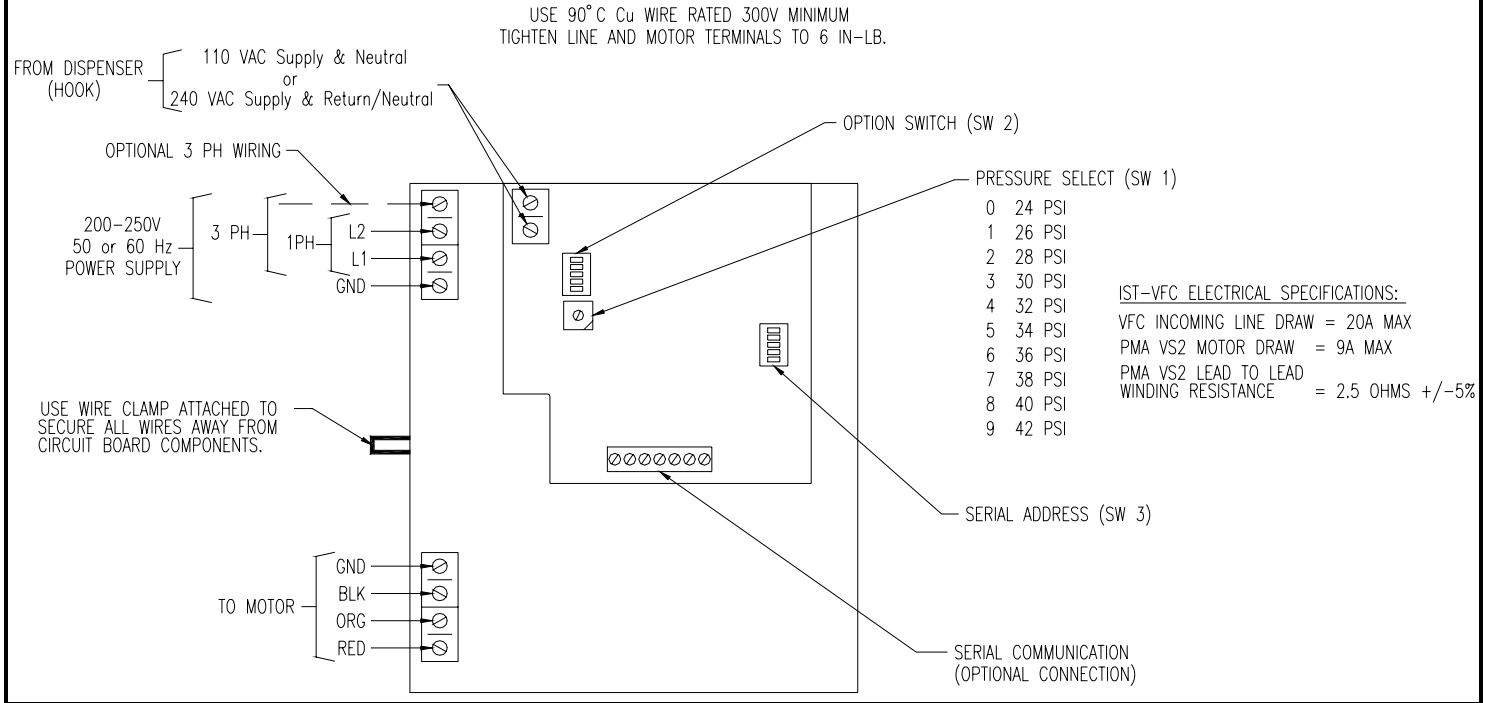 USE 90°C Cu WIRE RATED 300V MINIMUM
TIGHTEN LINE AND MOTOR TERMINALS TO 6 IN-LB.
FROM DISPENSER
(HOOK)
110 VAC Supply & Neutral
or
240 VAC Supply & Return/Neutral
OPTIONAL 3 PH WIRING
200-250V
50 or 60 Hz
POWER SUPPLY
3 PH
1PH
L2
L1
GND
OPTION SWITCH (SW 2)
PRESSURE SELECT (SW 1)
0 24 PSI
1 26 PSI
2 28 PSI
3 30 PSI
4 32 PSI
5 34 PSI
6 36 PSI
7 38 PSI
8 40 PSI
9 42 PSI
IST-VFC ELECTRICAL SPECIFICATIONS:
VFC INCOMING LINE DRAW = 20A MAX
PMA VS2 MOTOR DRAW = 9A MAX
PMA VS2 LEAD TO LEAD
WINDING RESISTANCE = 2.5 OHMS +/-5%
USE WIRE CLAMP ATTACHED TO
SECURE ALL WIRES AWAY FROM
CIRCUIT BOARD COMPONENTS.
SERIAL ADDRESS (SW 3)
TO MOTOR
GND
BLK
ORG
RED
SERIAL COMMUNICATION
(OPTIONAL CONNECTION)